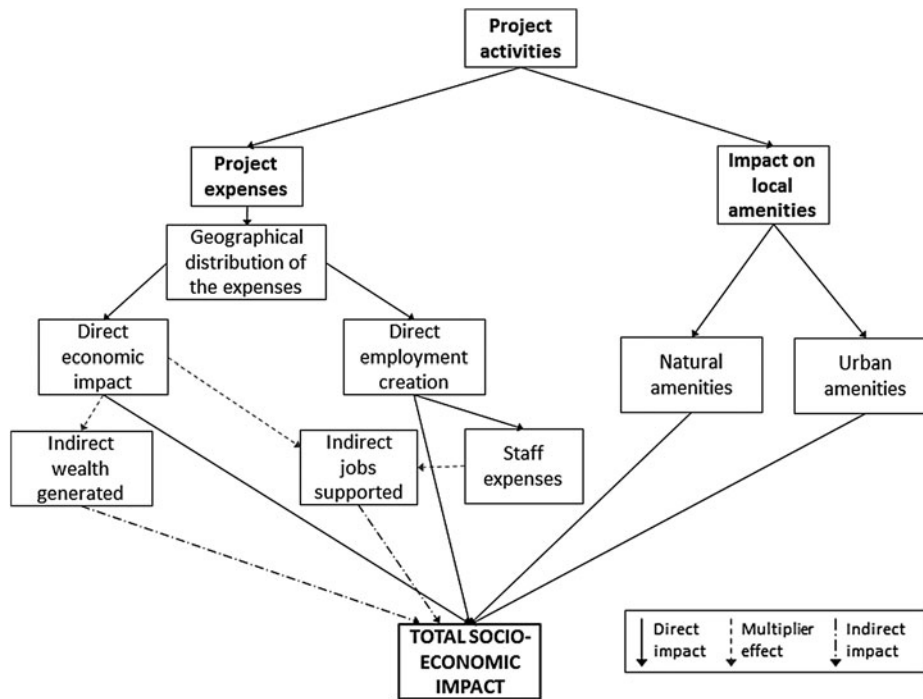 Project
activities
Project
expenses
Impact on
local
amenities
Geographical
distribution of
the expenses
Direct
economic
impact
Direct
employment
creation
Natural
amenities
Urban
amenities
Indirect
wealth
generated
Indirect
jobs
supported
Staff
expenses
TOTAL SOCIO-
ECONOMIC
IMPACT
Direct
impact
Multiplier
effect
Indirect
impact